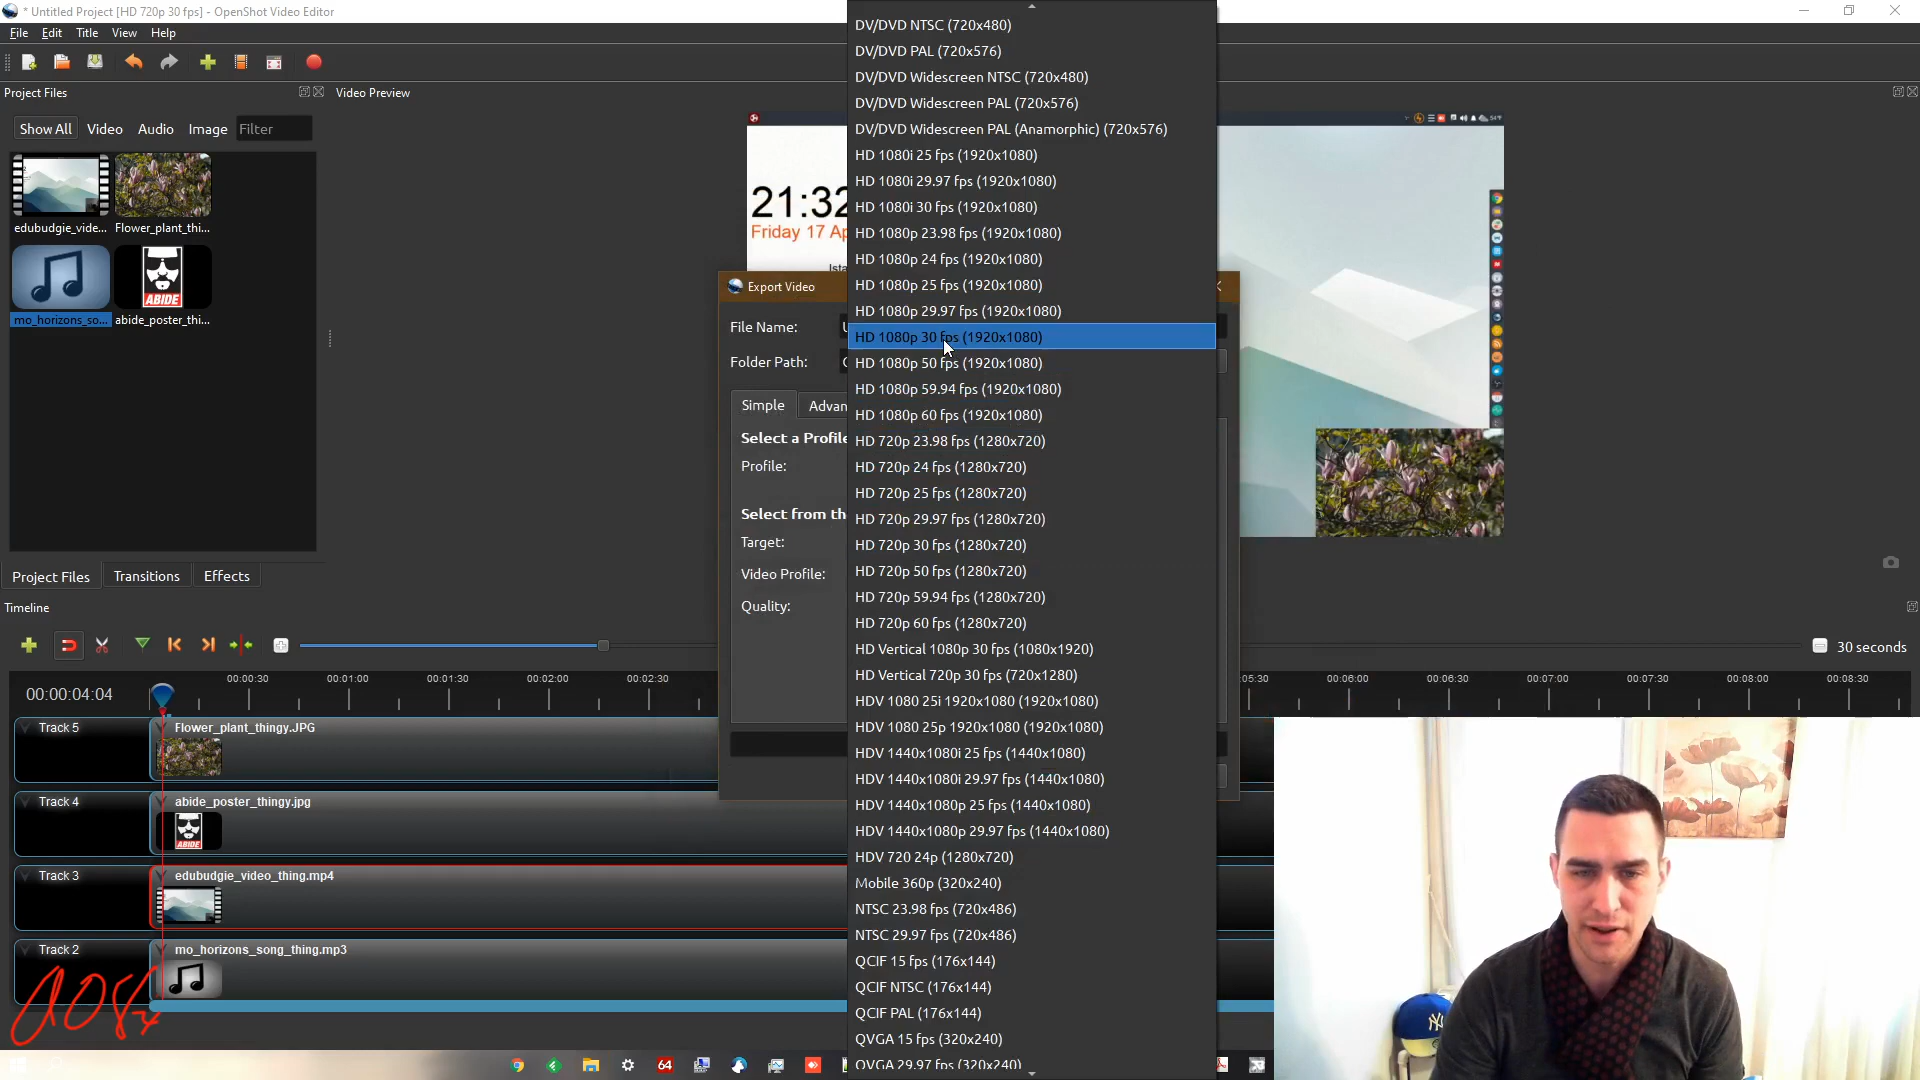 * Untitled Project [HD 720p 30 fps] - OpenShot Video Editor
File Edit Title View Help
Project Files
Video Preview
Show All Video Audio Image Filter
edubudgie_vide...
Flower_plant_thi...
mo_horizons_so...
abide_poster_thi...
ABIDE
Project Files Transitions Effects
21:32
Friday 17 Ap
Ista
54°F
Export Video
File Name:
Folder Path:
Simple Advan
Select a Profile
Profile:
Select from th
Target:
Video Profile:
Quality:
DV/DVD NTSC (720x480)
DV/DVD PAL (720x576)
DV/DVD Widescreen NTSC (720x480)
DV/DVD Widescreen PAL (720x576)
DV/DVD Widescreen PAL (Anamorphic) (720x576)
HD 1080i 25 fps (1920x1080)
HD 1080i 29.97 fps (1920x1080)
HD 1080i 30 fps (1920x1080)
HD 1080p 23.98 fps (1920x1080)
HD 1080p 24 fps (1920x1080)
HD 1080p 25 fps (1920x1080)
HD 1080p 29.97 fps (1920x1080)
HD 1080p 30 fps (1920x1080)
HD 1080p 50 fps (1920x1080)
HD 1080p 59.94 fps (1920x1080)
HD 1080p 60 fps (1920x1080)
HD 720p 23.98 fps (1280x720)
HD 720p 24 fps (1280x720)
HD 720p 25 fps (1280x720)
HD 720p 29.97 fps (1280x720)
HD 720p 30 fps (1280x720)
HD 720p 50 fps (1280x720)
HD 720p 59.94 fps (1280x720)
HD 720p 60 fps (1280x720)
HD Vertical 1080p 30 fps (1080x1920)
HD Vertical 720p 30 fps (720x1280)
HDV 1080 25i 1920x1080 (1920x1080)
HDV 1080 25p 1920x1080 (1920x1080)
HDV 1440x1080i 25 fps (1440x1080)
HDV 1440x1080i 29.97 fps (1440x1080)
HDV 1440x1080p 25 fps (1440x1080)
HDV 1440x1080p 29.97 fps (1440x1080)
HDV 720 24p (1280x720)
Mobile 360p (320x240)
NTSC 23.98 fps (720x486)
NTSC 29.97 fps (720x486)
QCIF 15 fps (176x144)
QCIF NTSC (176x144)
QCIF PAL (176x144)
QVGA 15 fps (320x240)
QVGA 29.97 fps (320x240)
Timeline
30 seconds
00:00:04:04
00:00:30 00:01:00 00:01:30 00:02:00 00:02:30 05:30 00:06:00 00:06:30 00:07:00 00:07:30 00:08:00 00:08:30
Track 5
Flower_plant_thingy.JPG
Track 4
abide_poster_thingy.jpg
ABIDE
Track 3
edubudgie_video_thing.mp4
Track 2
mo_horizons_song_thing.mp3
64